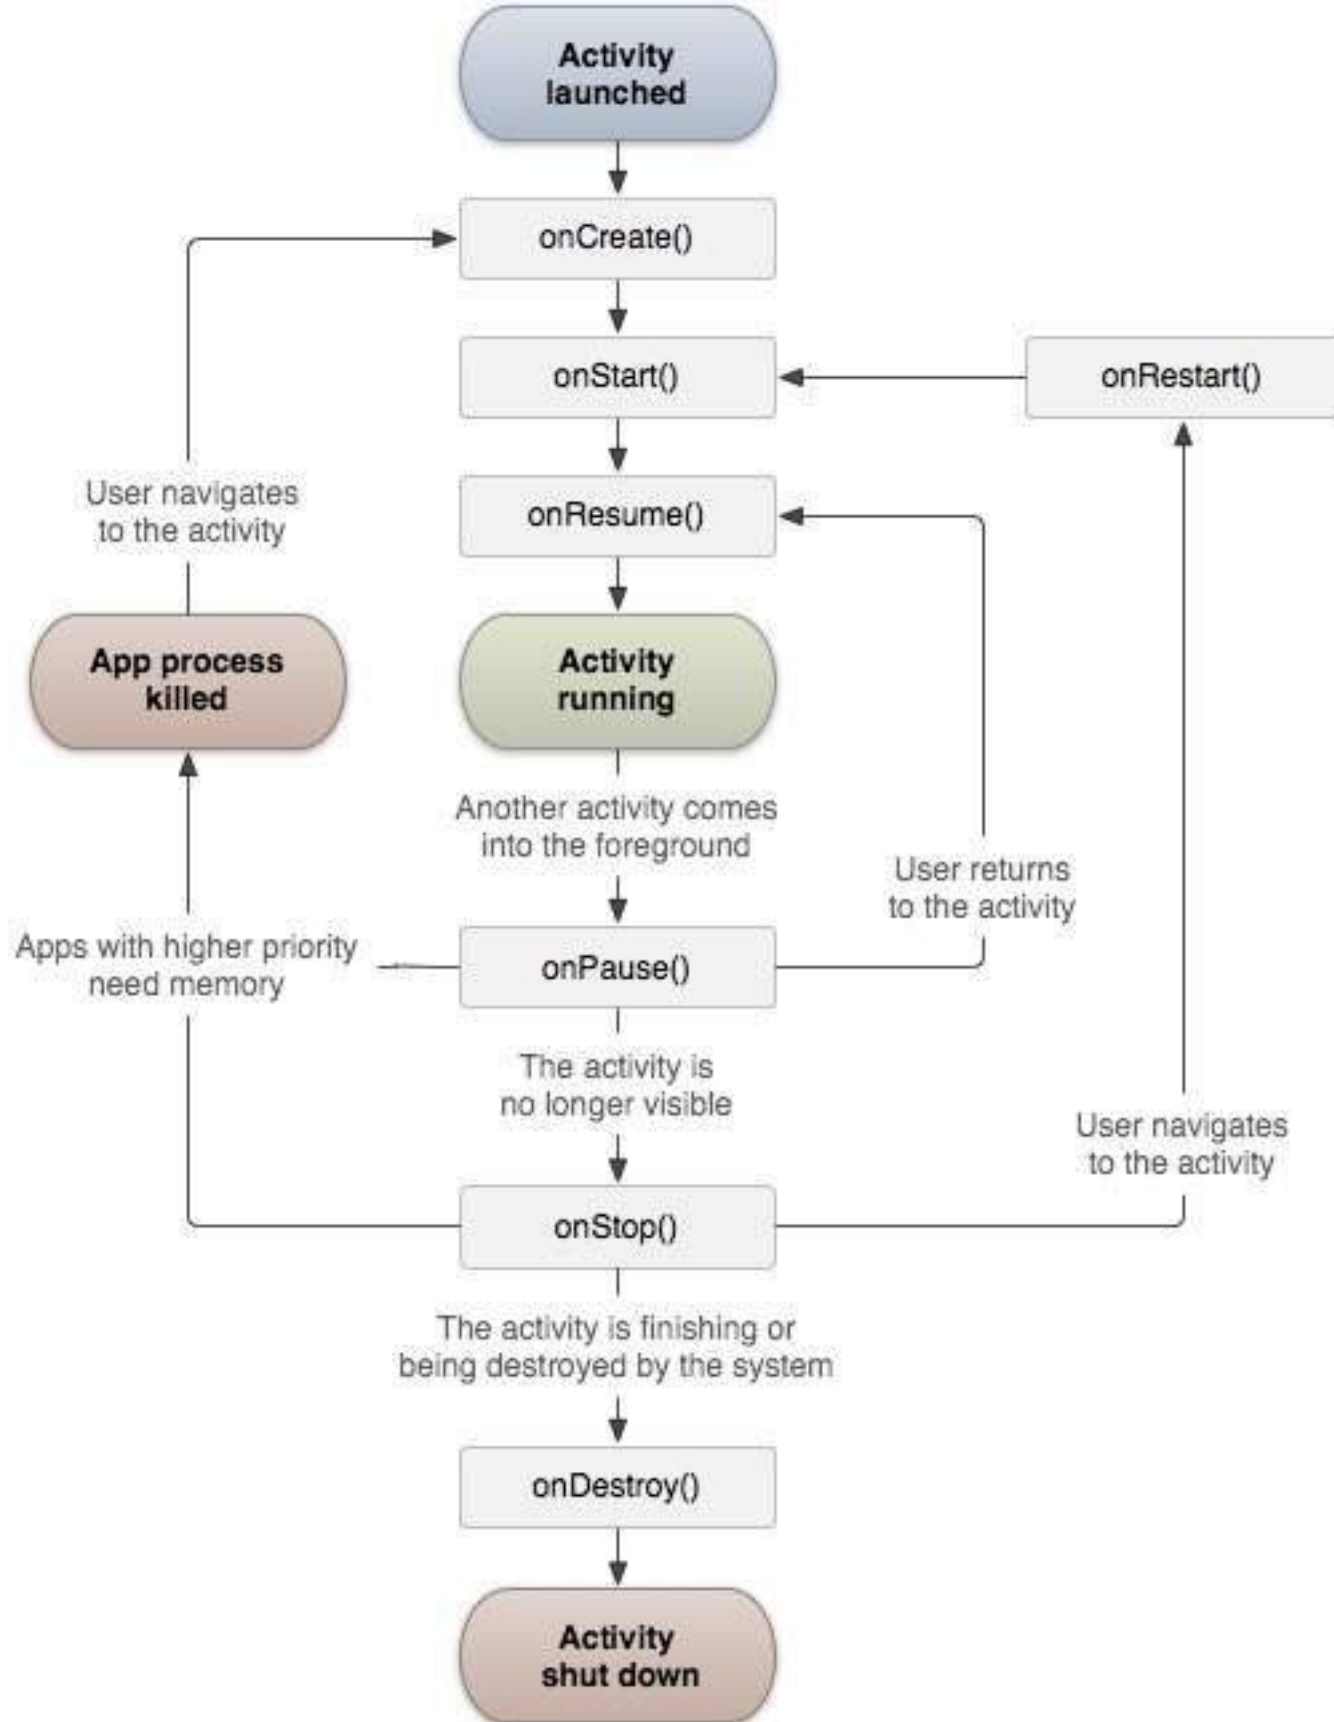 Activity
launched
onCreate()
onStart()
onRestart()
User navigates
to the activity
onResume()
App process
killed
Activity
running
Another activity comes
into the foreground
User returns
to the activity
Apps with higher priority
need memory
onPause()
The activity is
no longer visible
User navigates
to the activity
onStop()
The activity is finishing or
being destroyed by the system
onDestroy()
Activity
shut down